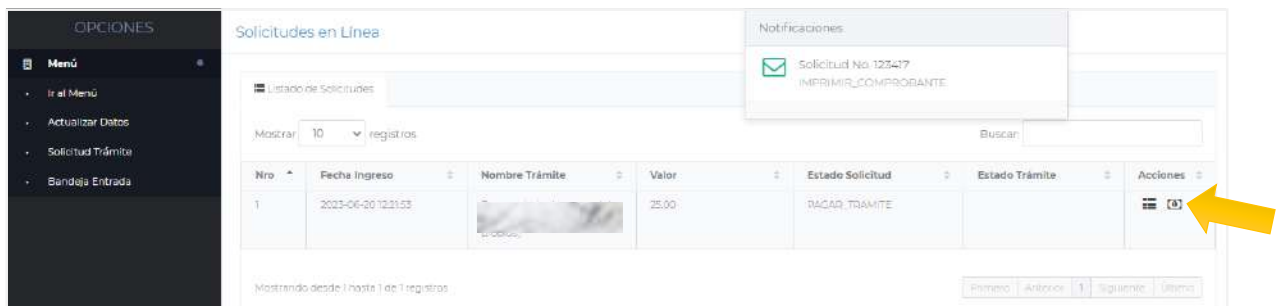 OPCIONES
Menú
Ir al Menú
Actualizar Datos
Solicitud Trámite
Bandeja Entrada
Solicitudes en Línea
Notificaciones
Solicitud No. 123417
IMPRIMIR_COMPROBANTE
Listado de Solicitudes
Mostrar 10 registros
Buscar:
Nro Fecha Ingreso Nombre Trámite Valor Estado Solicitud Estado Trámite Acciones
1 2023-06-20 12:21:53 25.00 PAGAR_TRAMITE
Mostrando desde 1 hasta 1 de 1 registros
Primero Anterior 1 Siguiente Último